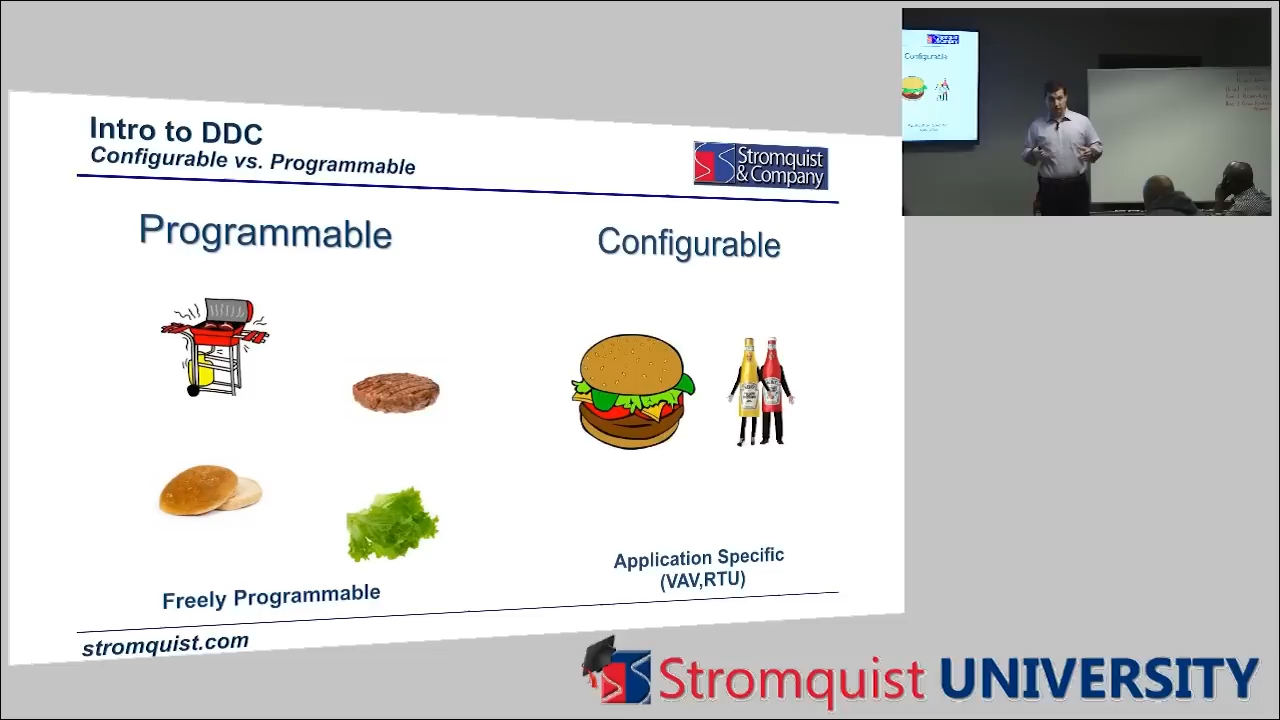 Intro to DDC
Configurable vs. Programmable
Stromquist
& Company
Programmable
Configurable
Application Specific
(VAV,RTU)
Freely Programmable
stromquist.com
Stromquist UNIVERSITY
Configurable